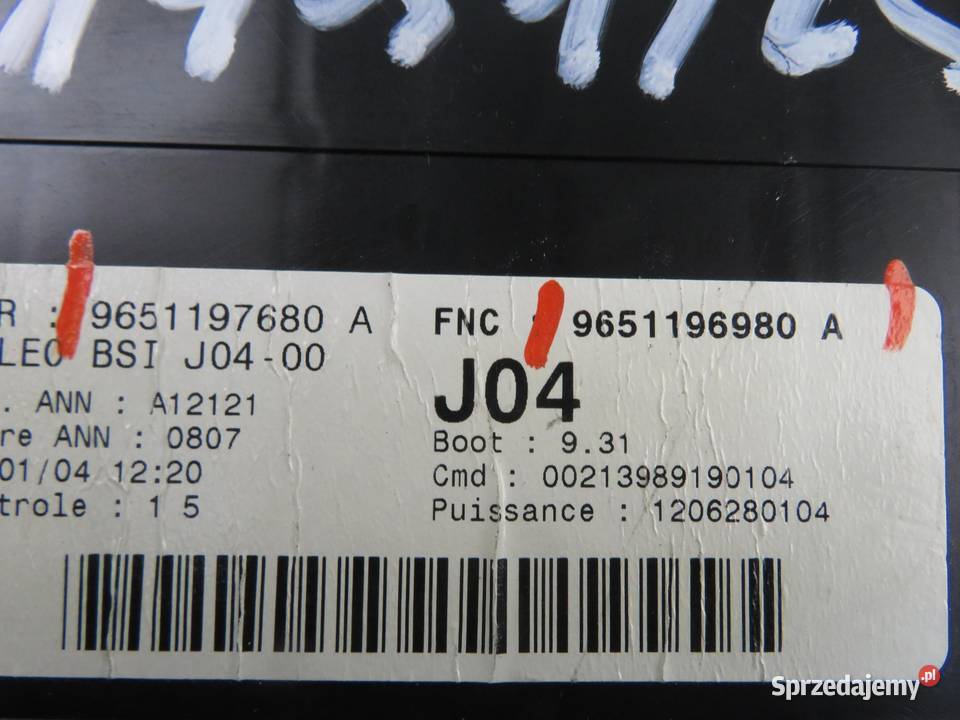 R : 9651197680 A
LEO BSI J04-00
. ANN : A12121
re ANN : 0807
01/04 12:20
trole : 1 5
FNC : 9651196980 A
J04
Boot : 9.31
Cmd : 00213989190104
Puissance : 1206280104
Sprzedajemy.pl